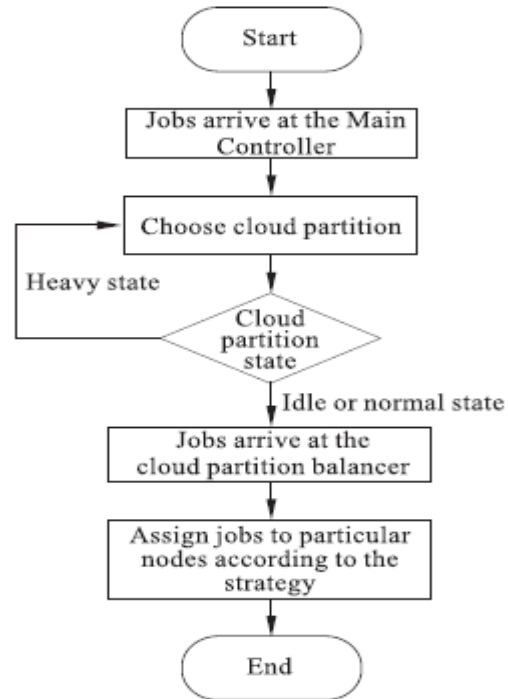 Start
Jobs arrive at the Main
Controller
Choose cloud partition
Heavy state
Cloud
partition
state
Idle or normal state
Jobs arrive at the
cloud partition balancer
Assign jobs to particular
nodes according to the
strategy
End